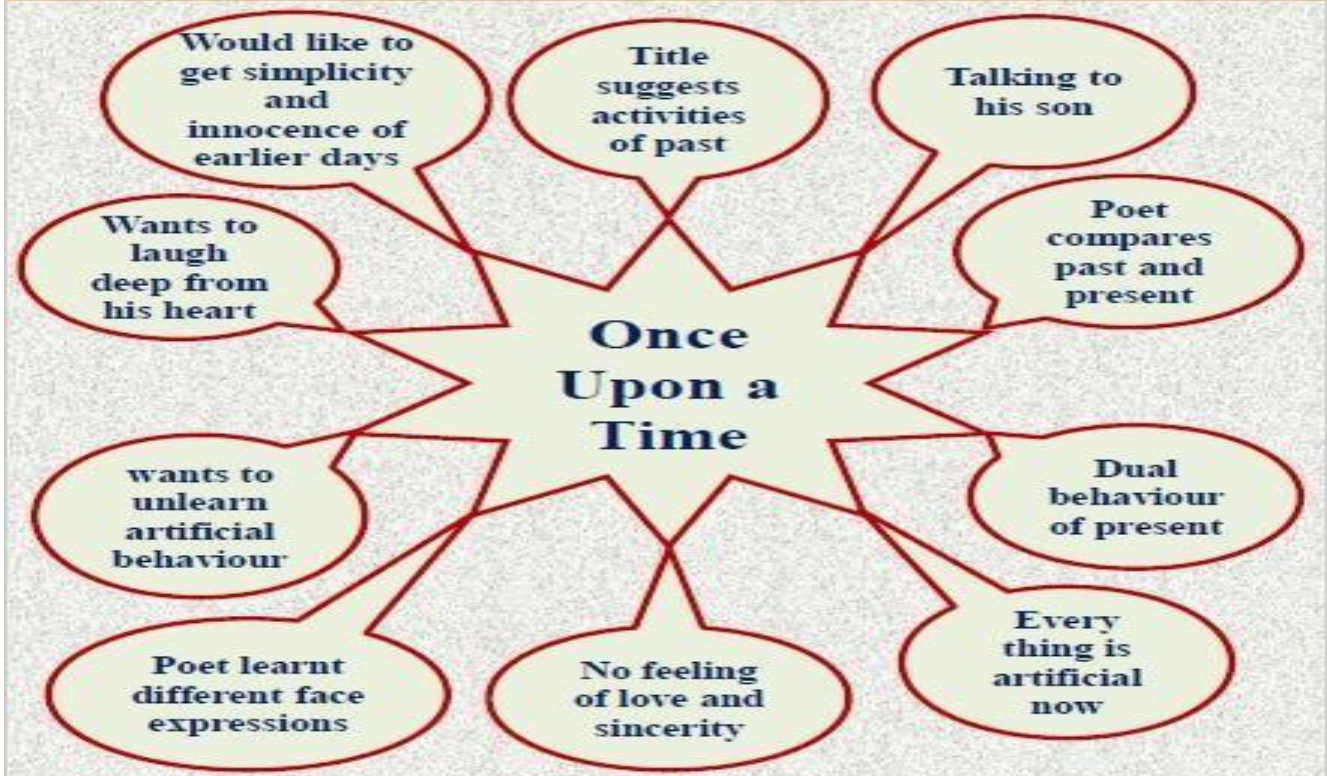 Once
Upon a
Time
Title
suggests
activities
of past
Talking to
his son
Poet
compares
past and
present
Dual
behaviour
of present
Every
thing is
artificial
now
No feeling
of love and
sincerity
Poet learnt
different face
expressions
wants to
unlearn
artificial
behaviour
Wants to
laugh
deep from
his heart
Would like to
get simplicity
and
innocence of
earlier days